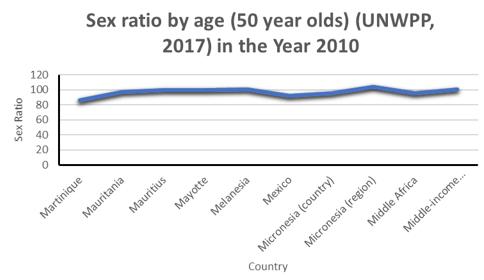 Sex ratio by age (50 year olds) (UNWPP,
2017) in the Year 2010
120
100
80
60
40
20
0
Sex Ratio
Martinique
Mauritania
Mauritius
Mayotte
Melanesia
Mexico
Micronesia (country)
Micronesia (region)
Middle Africa
Middle-income...
Country